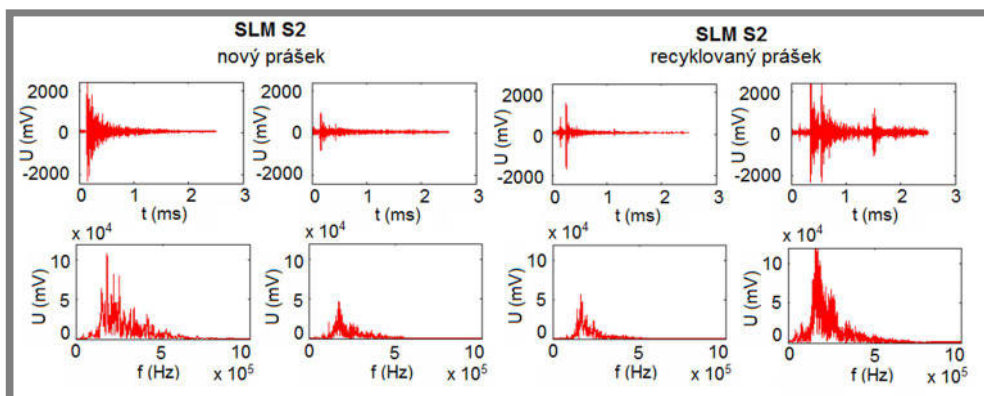 SLM S2
nový prášek
SLM S2
recyklovaný prášek
2000
0
-2000
U (mV)
0 1 2 3
t (ms)
2000
0
-2000
U (mV)
0 1 2 3
t (ms)
2000
0
-2000
U (mV)
0 1 2 3
t (ms)
2000
0
-2000
U (mV)
0 1 2 3
t (ms)
x 10⁴
10
5
0
U (mV)
0 5 10
f (Hz) x 10⁵
x 10⁴
10
5
0
U (mV)
0 5 10
f (Hz) x 10⁵
x 10⁴
10
5
0
U (mV)
0 5 10
f (Hz) x 10⁵
x 10⁴
10
5
0
U (mV)
0 5 10
f (Hz) x 10⁵